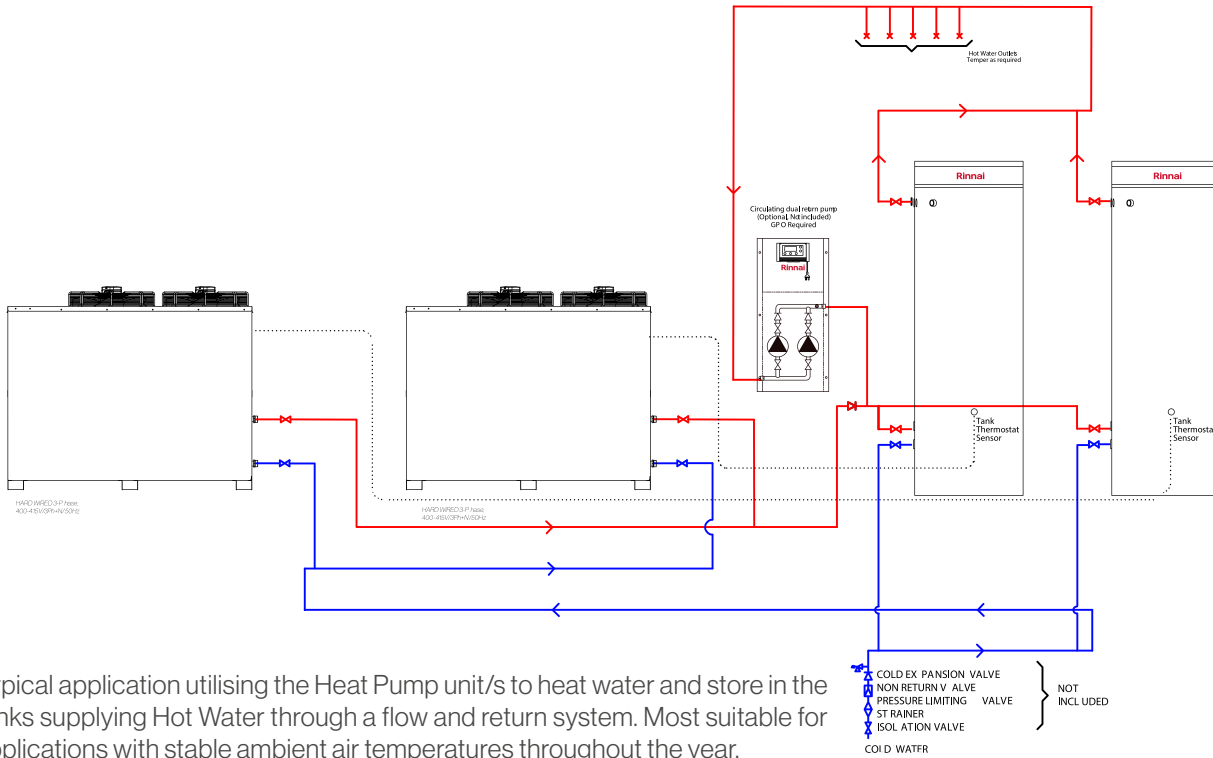 Hot Water Outlets
Temper as required
Rinnai
Rinnai
Circulating dual return pump
(Optional, Not included)
GPO Required
Rinnai
Tank
Thermostat
Sensor
Tank
Thermostat
Sensor
HARD WIRED 3-P hase,
400-415V/3Ph+N/50Hz
HARD WIRED 3-P hase,
400-415V/3Ph+N/50Hz
COLD EX PANSION VALVE
NON RETURN V ALVE
PRESSURE LIMITING VALVE
ST RAINER
ISOL ATION VALVE
NOT
INCL UDED
COLD WATER
ypical application utilising the Heat Pump unit/s to heat water and store in the
nks supplying Hot Water through a flow and return system. Most suitable for
pplications with stable ambient air temperatures throughout the year.